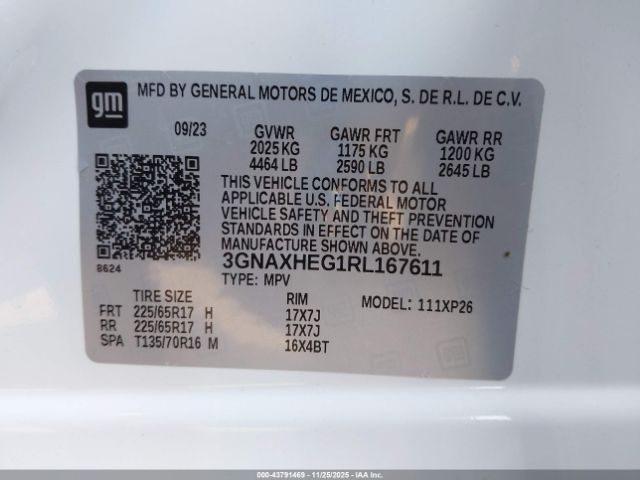 gm MFD BY GENERAL MOTORS DE MEXICO, S. DE R.L. DE C.V.
09/23 GVWR GAWR FRT GAWR RR
2025 KG 1175 KG 1200 KG
4464 LB 2590 LB 2645 LB
THIS VEHICLE CONFORMS TO ALL
APPLICABLE U.S. FEDERAL MOTOR
VEHICLE SAFETY AND THEFT PREVENTION
STANDARDS IN EFFECT ON THE DATE OF
MANUFACTURE SHOWN ABOVE.
8624 3GNAXHEG1RL167611
TYPE: MPV
TIRE SIZE RIM MODEL: 111XP26
FRT 225/65R17 H 17X7J
RR 225/65R17 H 17X7J
SPA T135/70R16 M 16X4BT
000-43791469 - 11/25/2025 - COPART.COM